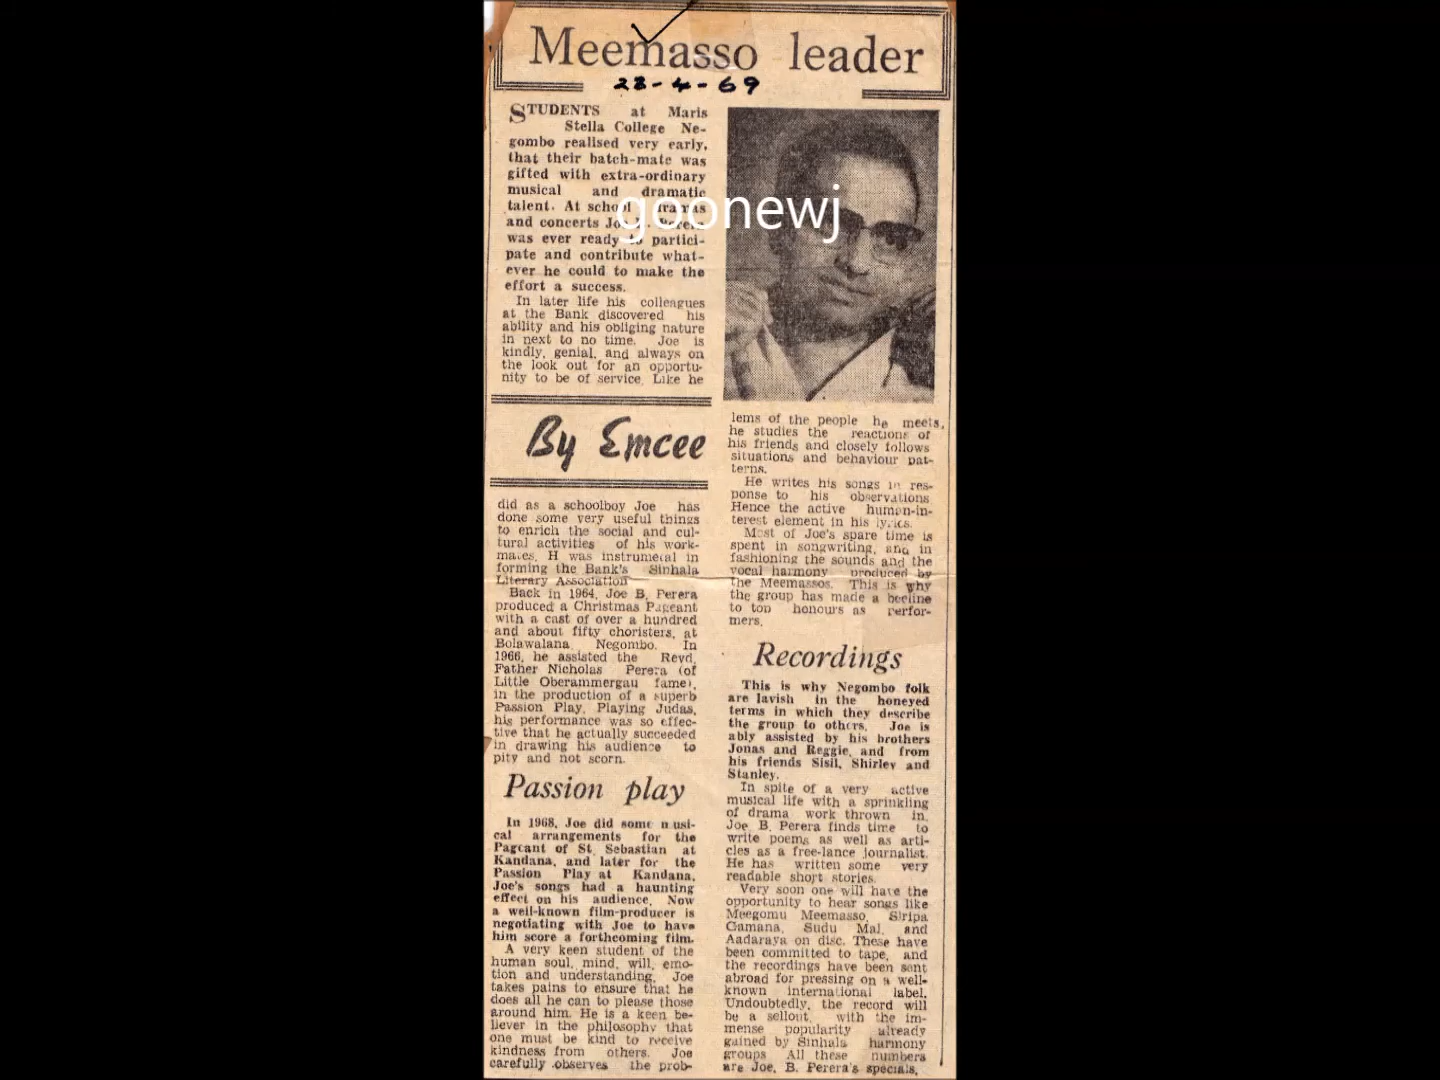 Meemasso leader
23-4-69
STUDENTS at Maris
Stella College Ne-
gombo realised very early,
that their batch-mate was
gifted with extra-ordinary
musical and dramatic
talent. At school dramas
and concerts Joe B. Perera
was ever ready to partici-
pate and contribute what-
ever he could to make the
effort a success.
In later life his colleagues
at the Bank discovered his
ability and his obliging nature
in next to no time. Joe is
kindly, genial, and always on
the look out for an opportu-
nity to be of service. Like he
By Emcee
did as a schoolboy Joe has
done some very useful things
to enrich the social and cul-
tural activities of his work-
mates. H was instrumetal in
forming the Bank's Sinhala
Literary Association
Back in 1964, Joe B. Perera
produced a Christmas Pageant
with a cast of over a hundred
and about fifty choristers, at
Bolawalana Negombo. In
1966, he assisted the Revd.
Father Nicholas Perera (of
Little Oberammergau fame),
in the production of a superb
Passion Play. Playing Judas,
his performance was so effec-
tive that he actually succeeded
in drawing his audience to
pity and not scorn.
Passion play
In 1968, Joe did some musi-
cal arrangements for the
Pageant of St. Sebastian at
Kandana, and later for the
Passion Play at Kandana.
Joe's songs had a haunting
effect on his audience. Now
a well-known film-producer is
negotiating with Joe to have
him score a forthcoming film.
A very keen student of the
human soul, mind, will, emo-
tion and understanding, Joe
takes pains to ensure that he
does all he can to please those
around him. He is a keen be-
liever in the philosophy that
one must be kind to receive
kindness from others. Joe
carefully observes the prob-
lems of the people he meets,
he studies the reactions of
his friends and closely follows
situations and behaviour pat-
terns.
He writes his songs in res-
ponse to his observations
Hence the active human-in-
terest element in his lyrics.
Most of Joe's spare time is
spent in songwriting, and in
fashioning the sounds and the
vocal harmony produced by
the Meemassos. This is why
the group has made a beeline
to top honours as perfor-
mers.
Recordings
This is why Negombo folk
are lavish in the honeyed
terms in which they describe
the group to others. Joe is
ably assisted by his brothers
Jonas and Reggie, and from
his friends Sisil, Shirley and
Stanley.
In spite of a very active
musical life with a sprinkling
of drama work thrown in,
Joe B. Perera finds time to
write poems as well as arti-
cles as a free-lance journalist.
He has written some very
readable short stories.
Very soon one will have the
opportunity to hear songs like
Meegomu Meemasso, Siripa
Gamana, Sudu Mal, and
Aadaraya on disc. These have
been committed to tape, and
the recordings have been sent
abroad for pressing on a well-
known international label.
Undoubtedly, the record will
be a sellout, with the im-
mense popularity already
gained by Sinhala harmony
groups All these numbers
are Joe. B. Perera's specials.
goonewj